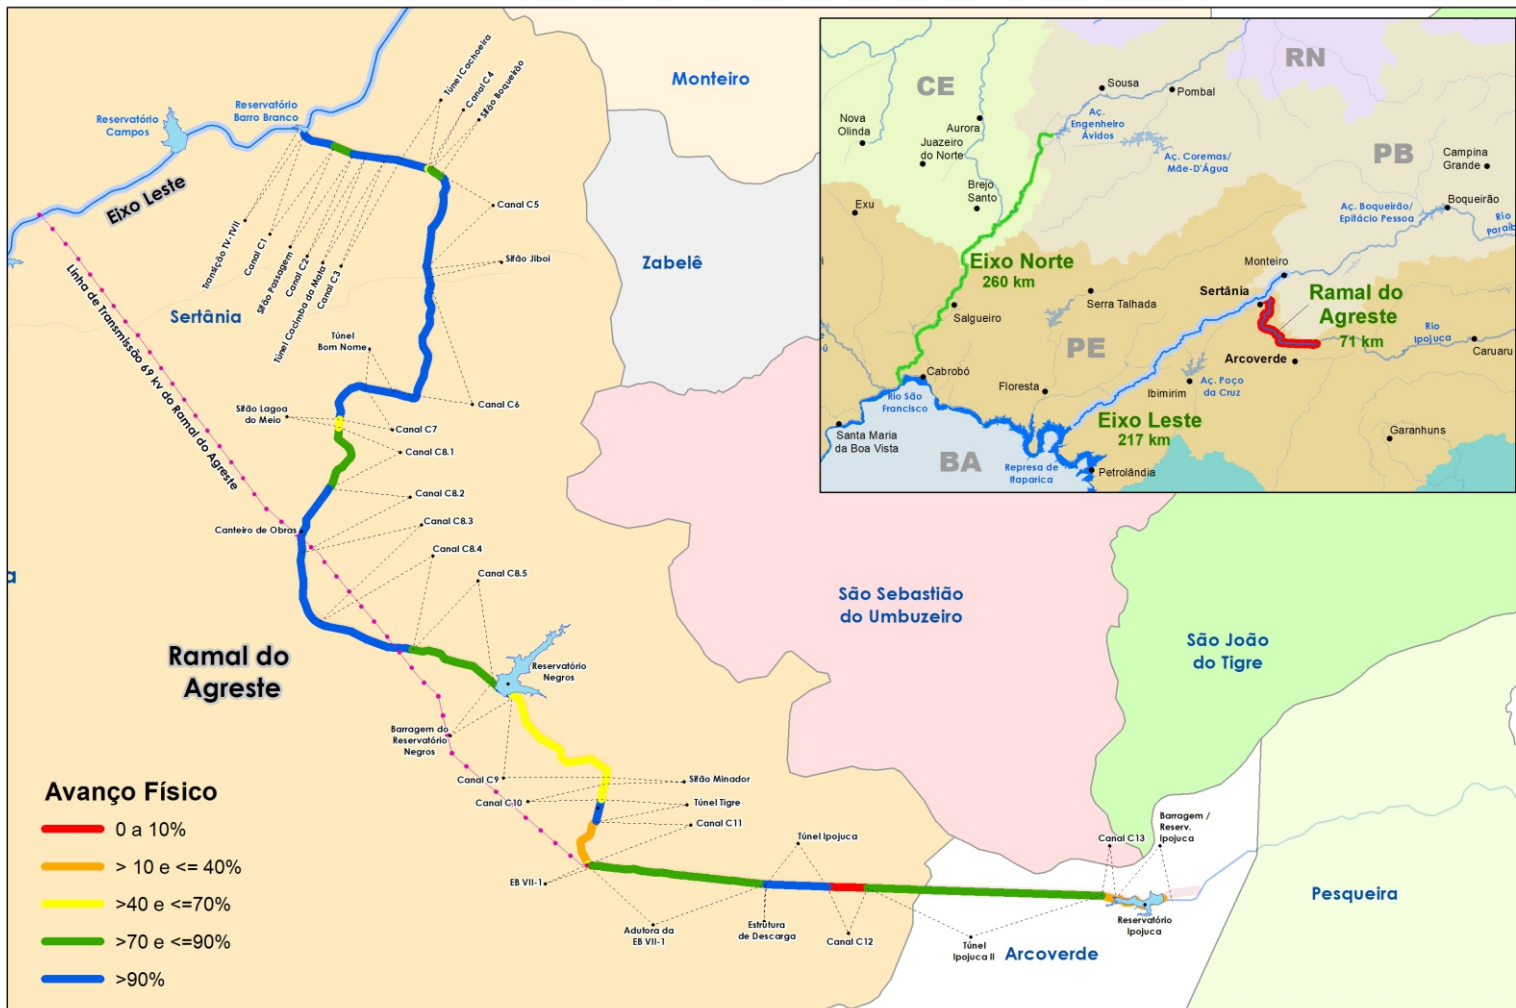 Monteiro
Reservatório
Campos
Reservatório
Barro Branco
Túnel Cachoeira
Canal C4
Sifão Boqueirão
Eixo Leste
Transição TV-TVII
Canal C1
Sifão Passagem
Canal C2
Túnel Cacimba da Mata
Canal C3
Canal C5
Sifão Jiboi
Zabelê
Sertânia
Linha de Transmissão 69 kv do Ramal do Agreste
Túnel
Bom Nome
Sifão Lagoa
do Meio
Canal C6
Canal C7
Canal C8.1
Canal C8.2
Canteiro de Obras
Canal C8.3
Canal C8.4
Canal C8.5
São Sebastião
do Umbuzeiro
São João
do Tigre
Ramal do
Agreste
Reservatório
Negros
Barragem do
Reservatório
Negros
Canal C9
Sifão Minador
Canal C10
Túnel Tigre
Canal C11
Túnel Ipojuca
Canal C13
Barragem /
Reserv.
Ipojuca
EB VII-1
Adutora da
EB VII-1
Estrutura
de Descarga
Canal C12
Túnel
Ipojuca II
Reservatório
Ipojuca
Arcoverde
Pesqueira
a
Avanço Físico
0 a 10%
> 10 e <= 40%
>40 e <=70%
>70 e <=90%
>90%
CE
RN
PB
PE
BA
Sousa
Pombal
Nova
Olinda
Aurora
Juazeiro
do Norte
Aç.
Engenheiro
Ávidos
Aç. Coremas/
Mãe-D'Água
Campina
Grande
Brejo
Santo
Exu
Aç. Boqueirão/
Epitácio Pessoa
Boqueirão
Rio
Paraíb
Eixo Norte
260 km
Monteiro
Sertânia
Serra Talhada
Ramal do
Agreste
71 km
Salgueiro
Rio
Ipojuca
Caruaru
Arcoverde
Cabrobó
Floresta
Rio São
Francisco
Ibimirim
Aç. Poço
da Cruz
Eixo Leste
217 km
Santa Maria
da Boa Vista
Garanhuns
Represa de
Itaparica
Petrolândia